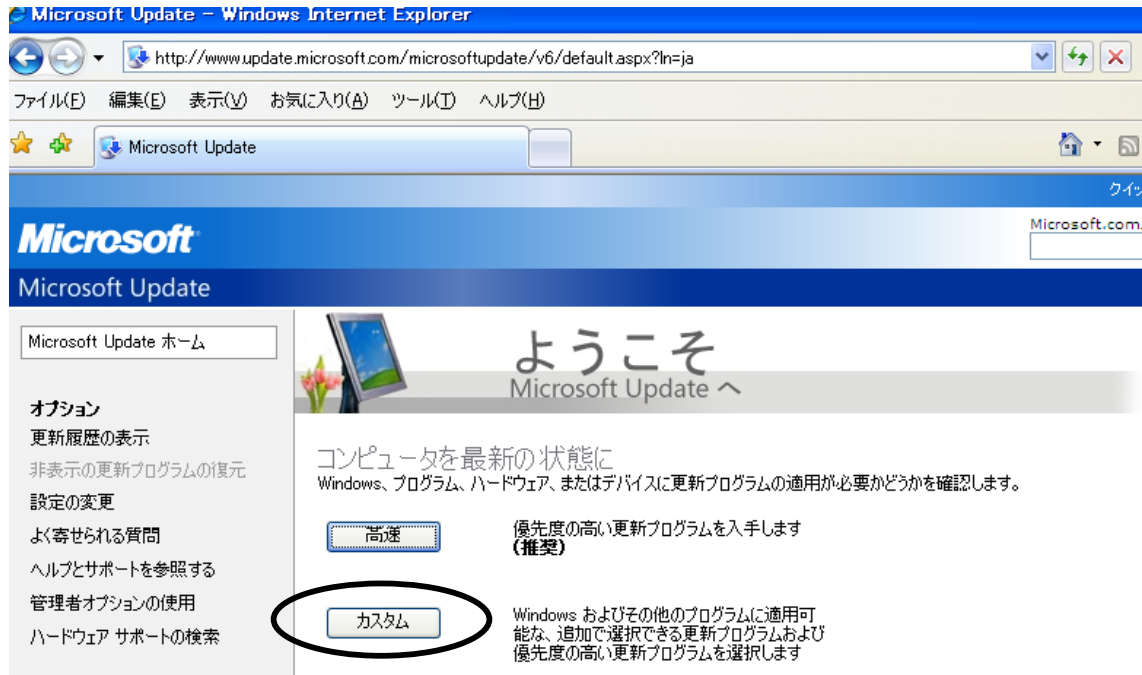 Microsoft Update - Windows Internet Explorer
http://www.update.microsoft.com/microsoftupdate/v6/default.aspx?ln=ja
ファイル(F) 編集(E) 表示(V) お気に入り(A) ツール(T) ヘルプ(H)
Microsoft Update
クイッ
Microsoft
Microsoft.com
Microsoft Update
Microsoft Update ホーム
オプション
更新履歴の表示
非表示の更新プログラムの復元
設定の変更
よく寄せられる質問
ヘルプとサポートを参照する
管理者オプションの使用
ハードウェア サポートの検索
ようこそ
Microsoft Update へ
コンピュータを最新の状態に
Windows、プログラム、ハードウェア、またはデバイスに更新プログラムの適用が必要かどうかを確認します。
高速
優先度の高い更新プログラムを入手します
(推奨)
カスタム
Windows およびその他のプログラムに適用可
能な、追加で選択できる更新プログラムおよび
優先度の高い更新プログラムを選択します